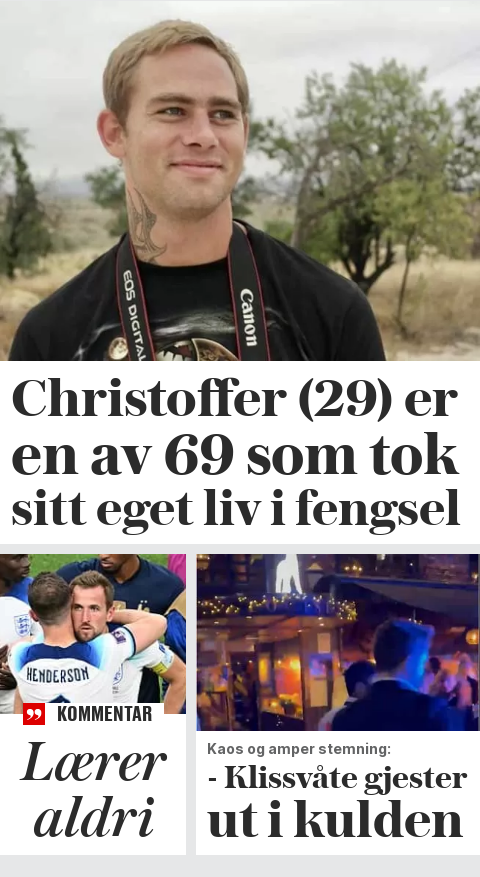 EOS DIGITAL
Canon
Christoffer (29) er
en av 69 som tok
sitt eget liv i fengsel
HENDERSON
KOMMENTAR
Lærer
aldri
Kaos og amper stemning:
- Klissvåte gjester
ut i kulden